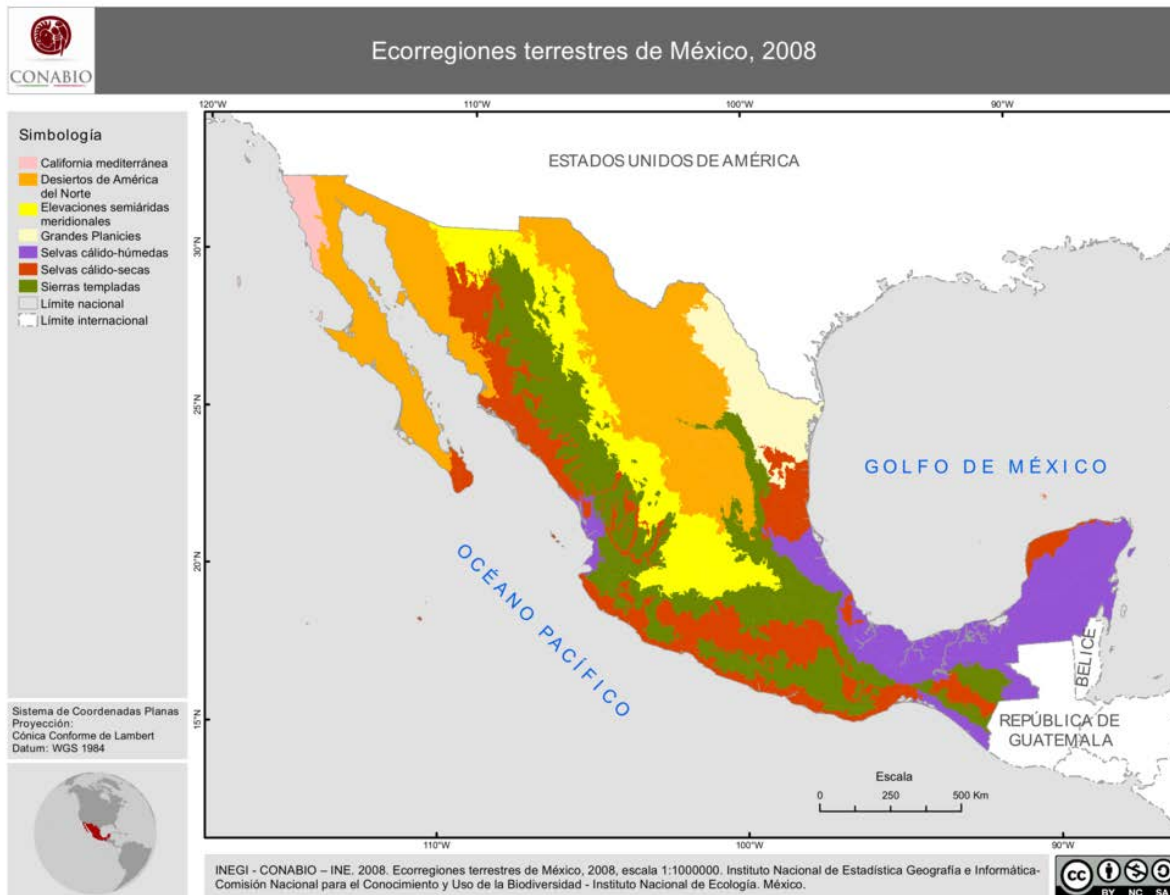 CONABIO
Ecorregiones terrestres de México, 2008
Simbología
California mediterránea
Desiertos de América
del Norte
Elevaciones semiáridas
meridionales
Grandes Planicies
Selvas cálido-húmedas
Selvas cálido-secas
Sierras templadas
Límite nacional
Límite internacional
120°W
110°W
100°W
90°W
ESTADOS UNIDOS DE AMÉRICA
30°N
30°N
25°N
25°N
GOLFO DE MÉXICO
20°N
20°N
OCÉANO PACÍFICO
BELICE
15°N
15°N
REPÚBLICA DE
GUATEMALA
Escala
0 250 500 Km
110°W
100°W
90°W
Sistema de Coordenadas Planas
Proyección:
Cónica Conforme de Lambert
Datum: WGS 1984
INEGI - CONABIO – INE. 2008. Ecorregiones terrestres de México, 2008, escala 1:1000000. Instituto Nacional de Estadística Geografía e Informática-
Comisión Nacional para el Conocimiento y Uso de la Biodiversidad - Instituto Nacional de Ecología. México.
cc
BY NC SA